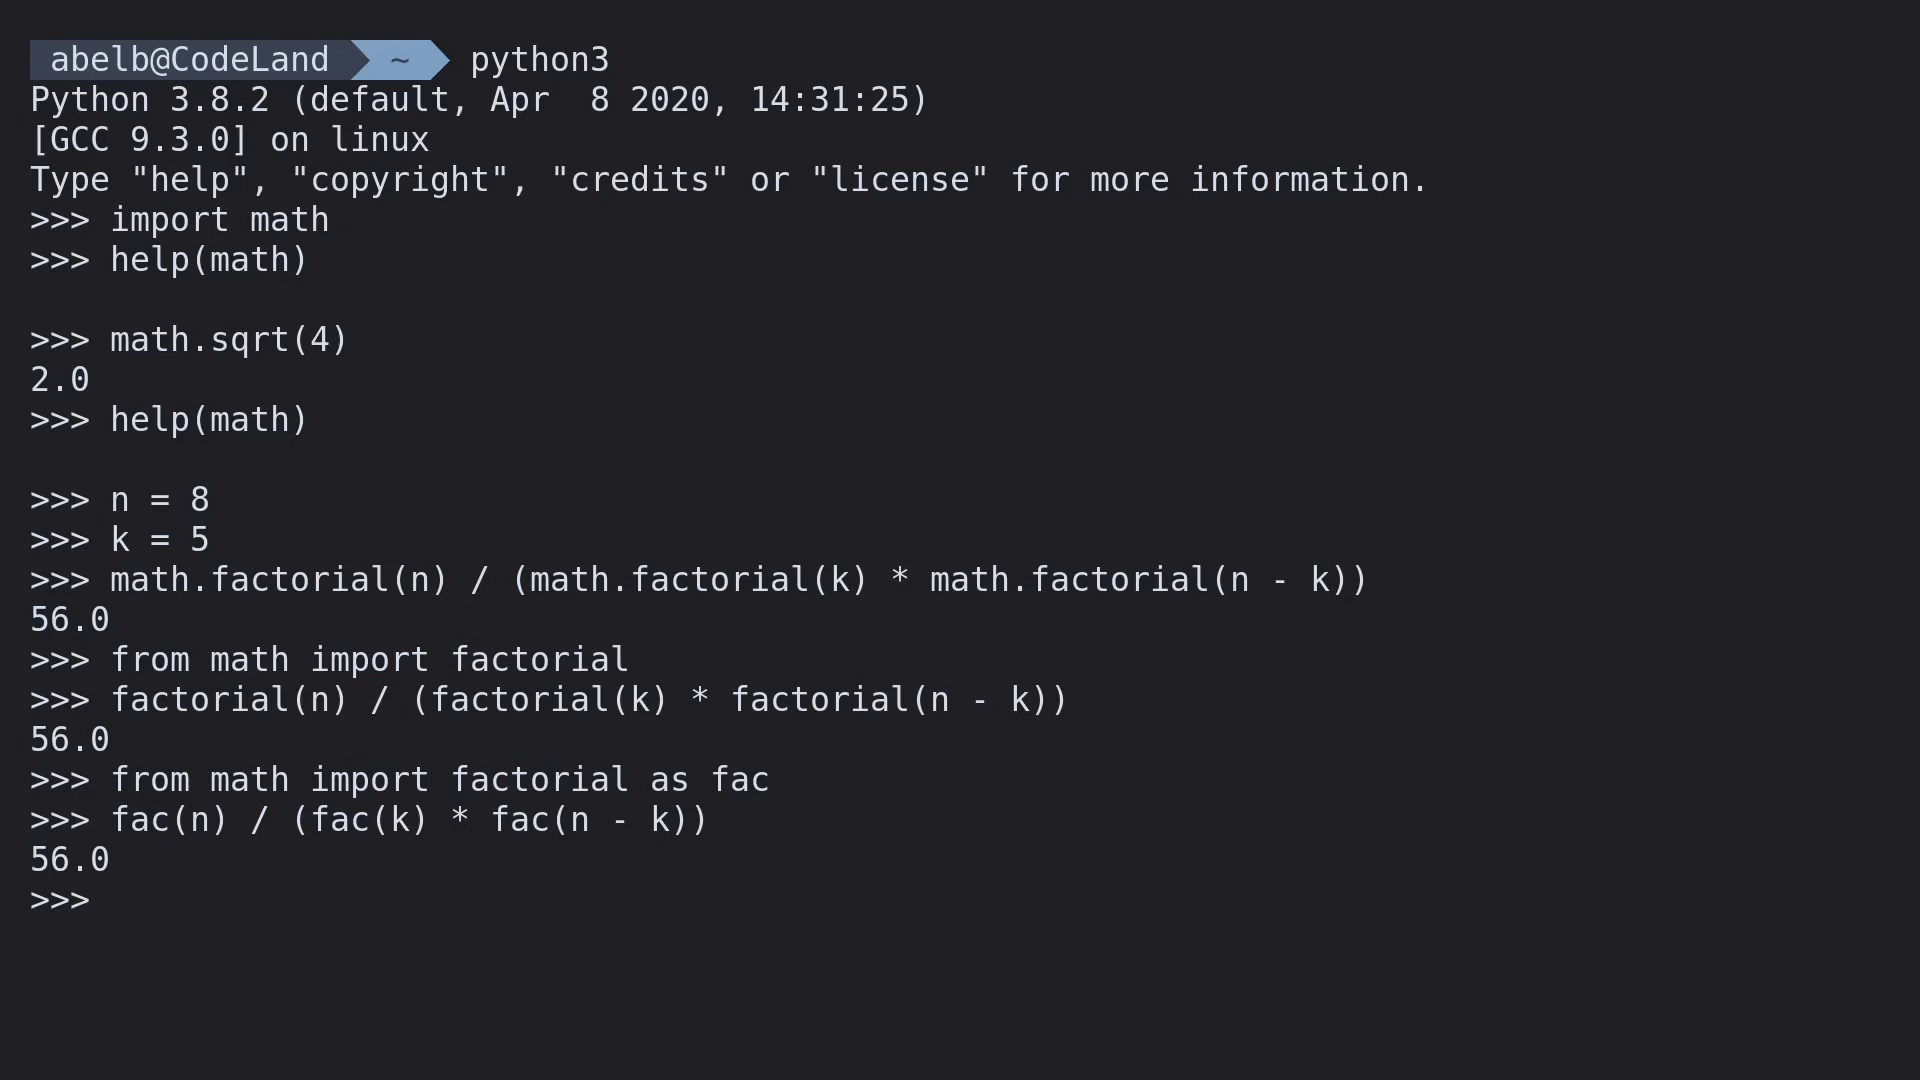 abelb@CodeLand ~ python3
Python 3.8.2 (default, Apr  8 2020, 14:31:25)
[GCC 9.3.0] on linux
Type "help", "copyright", "credits" or "license" for more information.
>>> import math
>>> help(math)
>>> math.sqrt(4)
2.0
>>> help(math)
>>> n = 8
>>> k = 5
>>> math.factorial(n) / (math.factorial(k) * math.factorial(n - k))
56.0
>>> from math import factorial
>>> factorial(n) / (factorial(k) * factorial(n - k))
56.0
>>> from math import factorial as fac
>>> fac(n) / (fac(k) * fac(n - k))
56.0
>>>